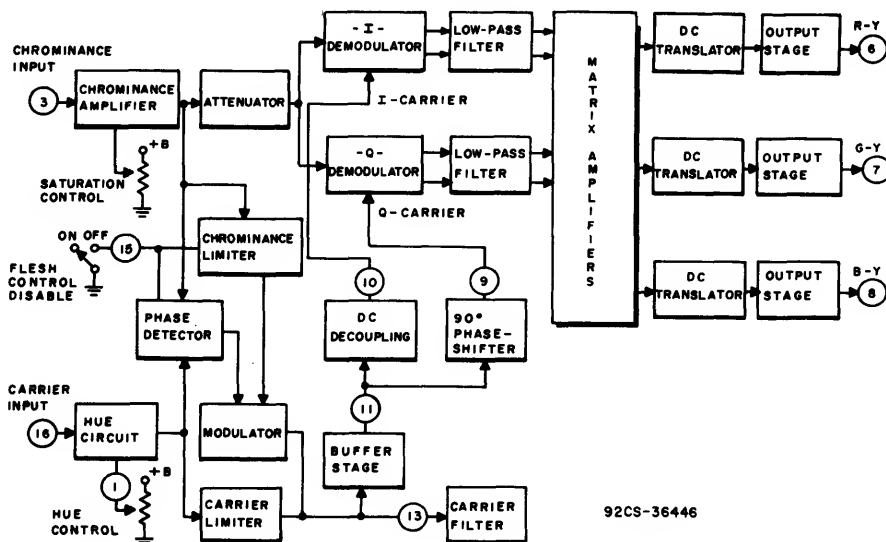 CHROMINANCE
INPUT
3
CHROMINANCE
AMPLIFIER
ATTENUATOR
-I-
DEMODULATOR
LOW-PASS
FILTER
I-CARRIER
-Q-
DEMODULATOR
LOW-PASS
FILTER
Q-CARRIER
MATRIX AMPLIFIERS
DC
TRANSLATOR
OUTPUT
STAGE
R-Y
6
DC
TRANSLATOR
OUTPUT
STAGE
G-Y
7
DC
TRANSLATOR
OUTPUT
STAGE
B-Y
8
+B
SATURATION
CONTROL
ON OFF
15
FLESH
CONTROL
DISABLE
CHROMINANCE
LIMITER
PHASE
DETECTOR
10
9
DC
DECOUPLING
90°
PHASE-
SHIFTER
CARRIER
INPUT
16
HUE
CIRCUIT
MODULATOR
11
BUFFER
STAGE
1
+B
HUE
CONTROL
CARRIER
LIMITER
13
CARRIER
FILTER
92CS-36446